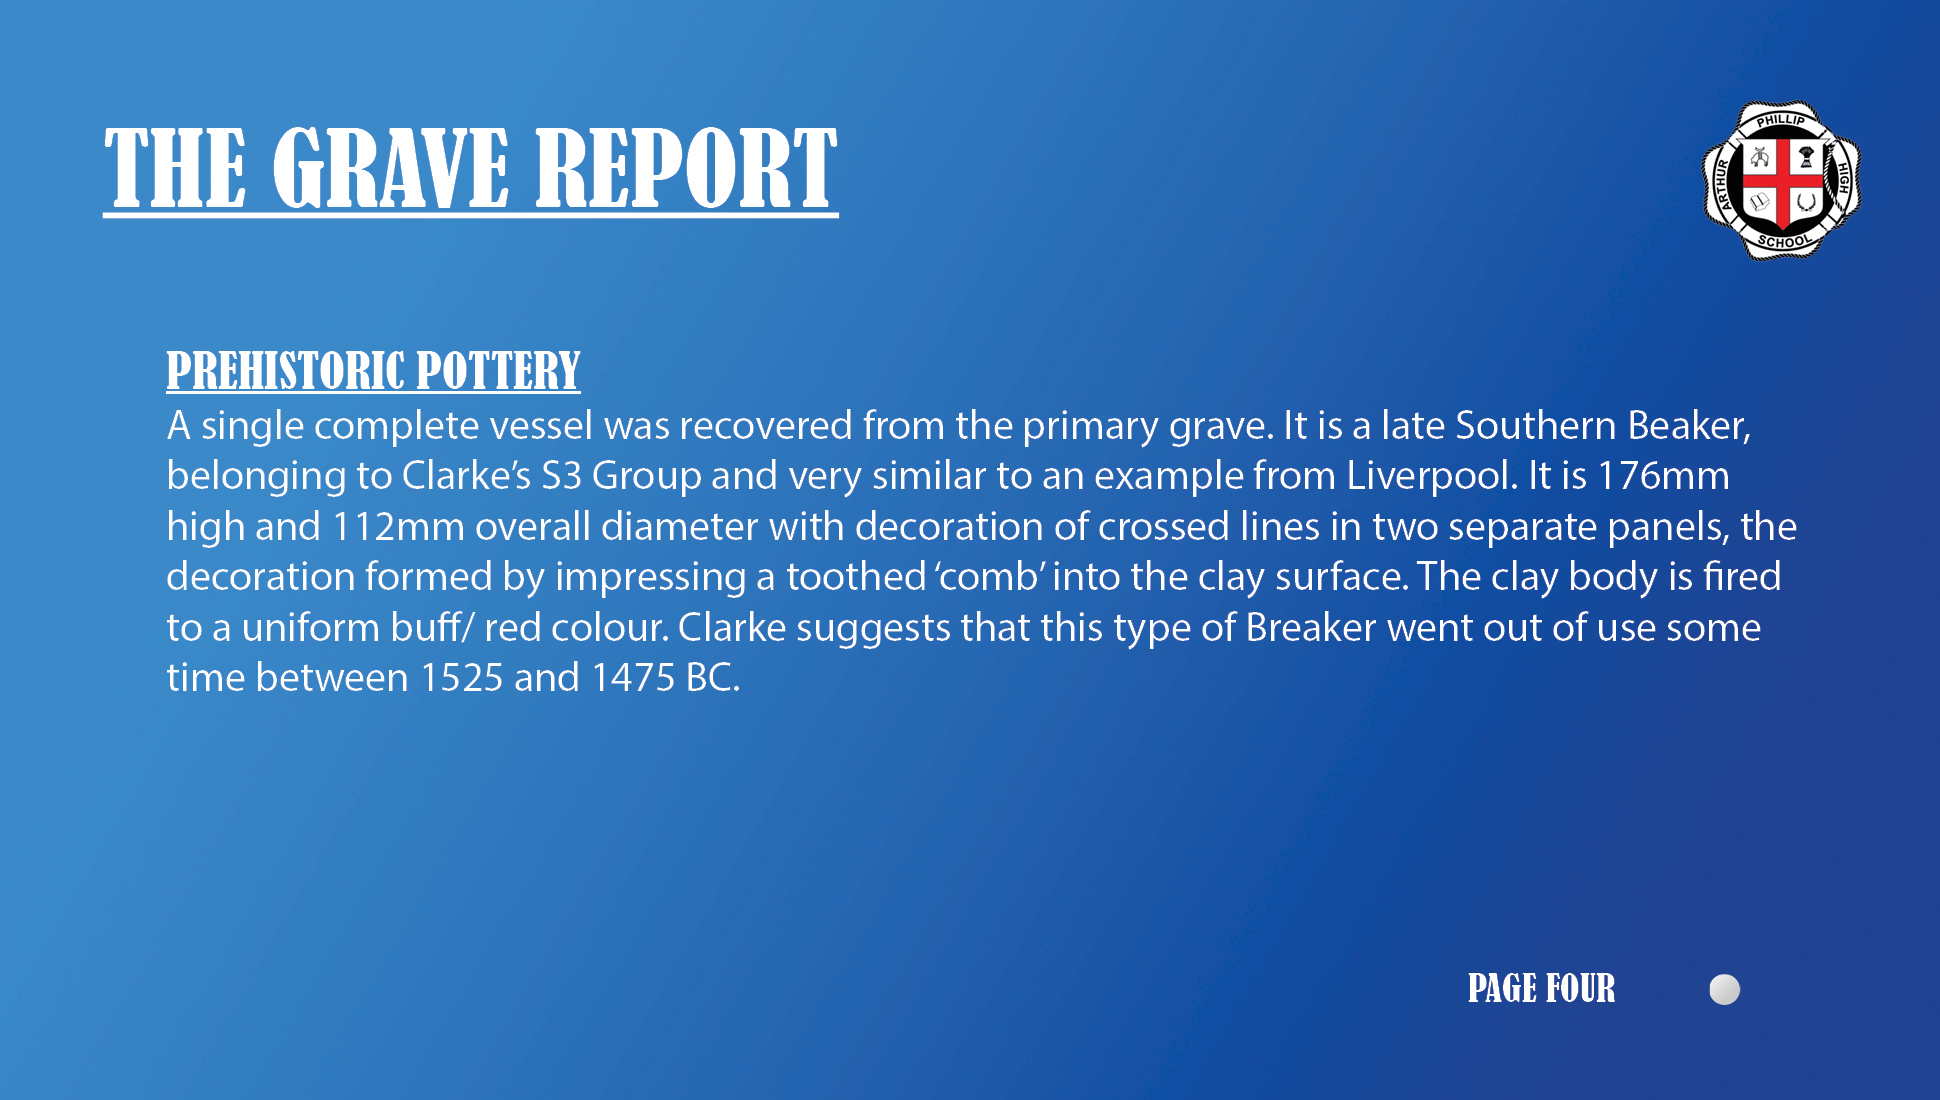 THE GRAVE REPORT
PHILLIP
ARTHUR
HIGH
SCHOOL
PREHISTORIC POTTERY
A single complete vessel was recovered from the primary grave. It is a late Southern Beaker,
belonging to Clarke’s S3 Group and very similar to an example from Liverpool. It is 176mm
high and 112mm overall diameter with decoration of crossed lines in two separate panels, the
decoration formed by impressing a toothed ‘comb’ into the clay surface. The clay body is fired
to a uniform buff/ red colour. Clarke suggests that this type of Breaker went out of use some
time between 1525 and 1475 BC.
PAGE FOUR